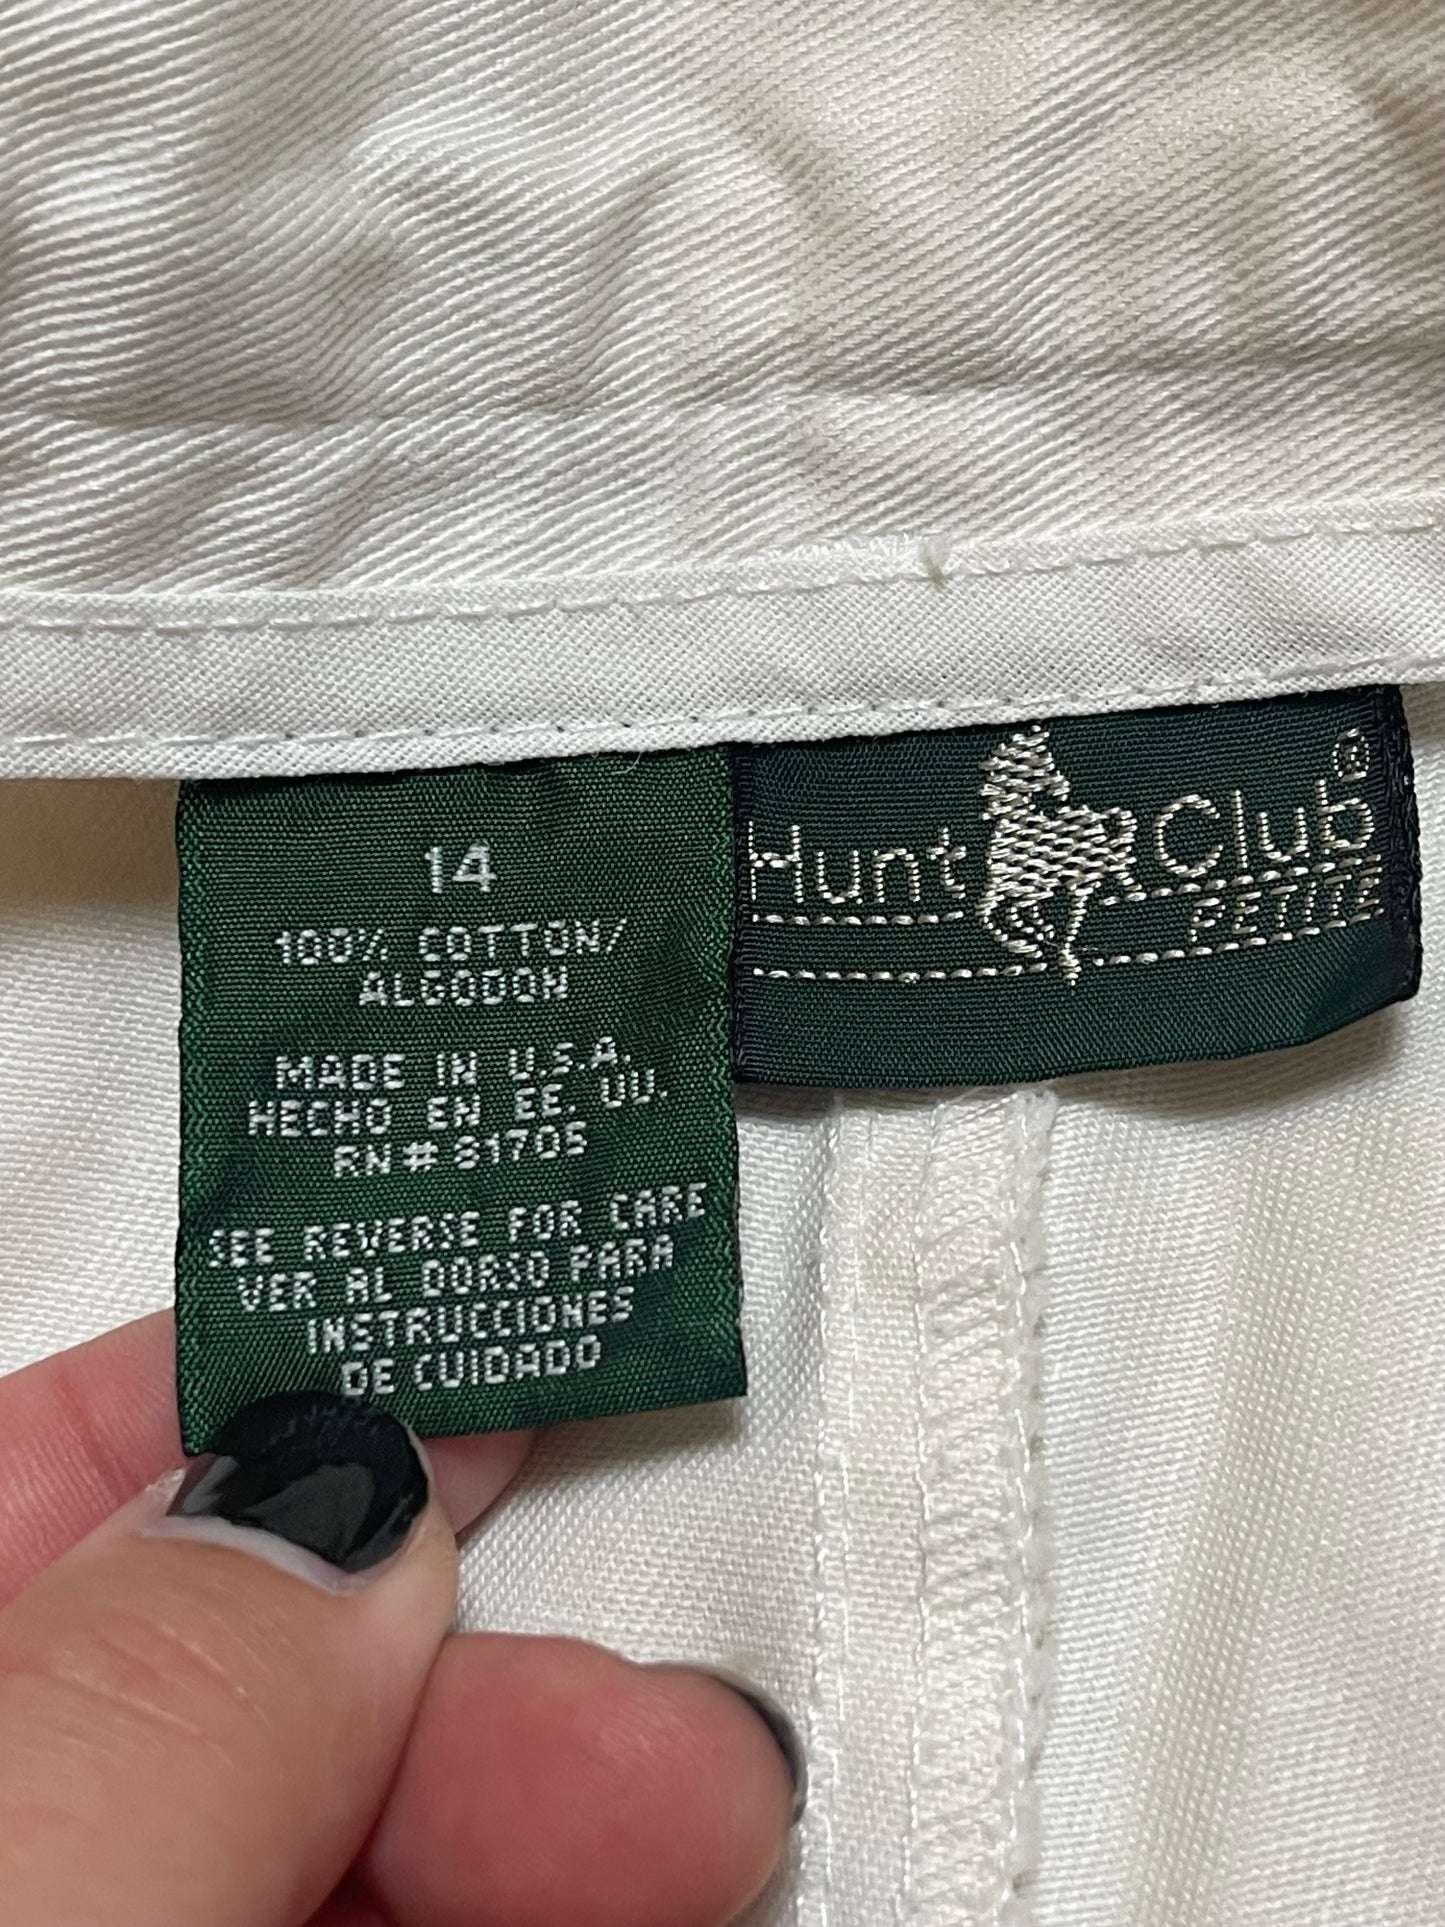 14
100% COTTON/
ALGODON
MADE IN U.S.A.
HECHO EN EE. UU.
RN# 81705
SEE REVERSE FOR CARE
VER AL DORSO PARA
INSTRUCCIONES
DE CUIDADO
Hunt Club®
PETITE